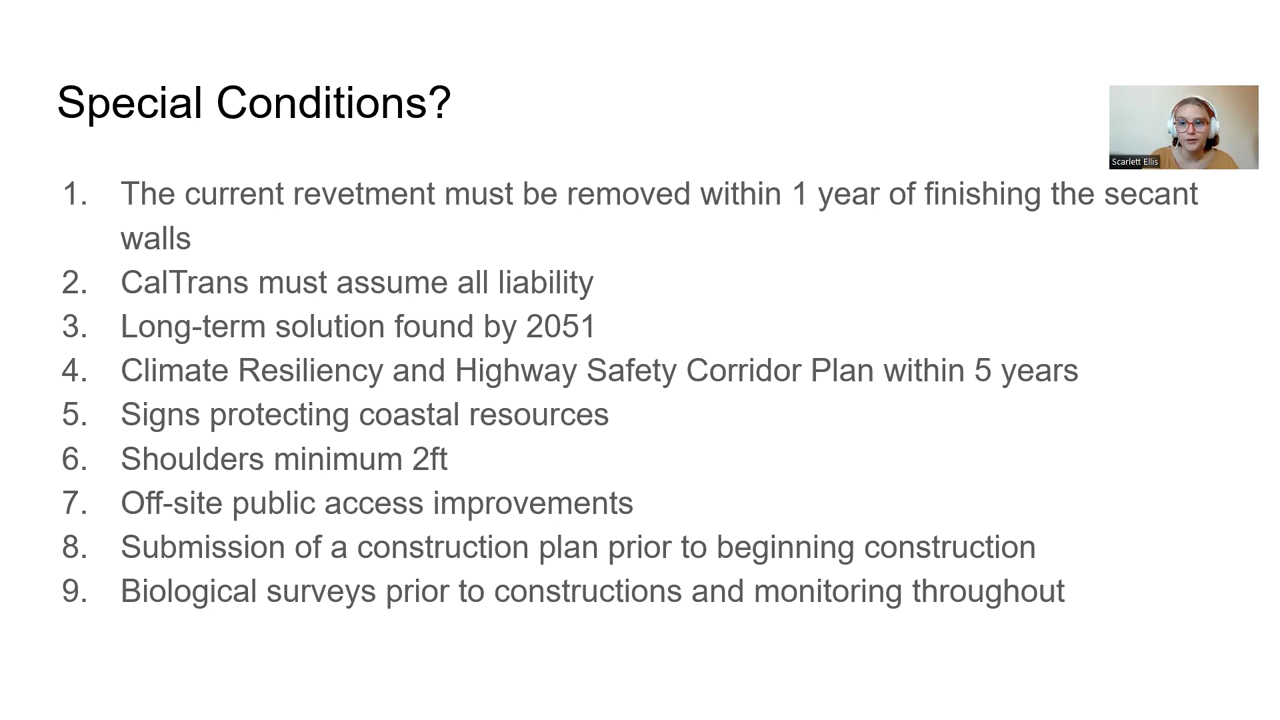 Special Conditions?
Scarlett Ellis
1. The current revetment must be removed within 1 year of finishing the secant
walls
2. CalTrans must assume all liability
3. Long-term solution found by 2051
4. Climate Resiliency and Highway Safety Corridor Plan within 5 years
5. Signs protecting coastal resources
6. Shoulders minimum 2ft
7. Off-site public access improvements
8. Submission of a construction plan prior to beginning construction
9. Biological surveys prior to constructions and monitoring throughout